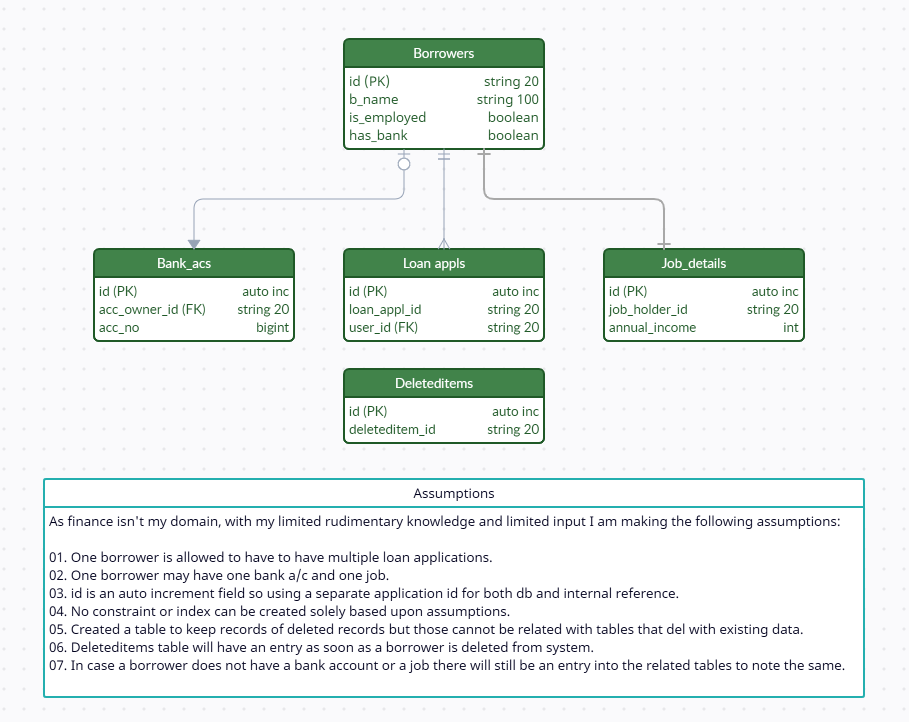 Borrowers
id (PK) string 20
b_name string 100
is_employed boolean
has_bank boolean
Bank_acs
id (PK) auto inc
acc_owner_id (FK) string 20
acc_no bigint
Loan appls
id (PK) auto inc
loan_appl_id string 20
user_id (FK) string 20
Job_details
id (PK) auto inc
job_holder_id string 20
annual_income int
Deleteditems
id (PK) auto inc
deleteditem_id string 20
Assumptions
As finance isn't my domain, with my limited rudimentary knowledge and limited input I am making the following assumptions:
01. One borrower is allowed to have to have multiple loan applications.
02. One borrower may have one bank a/c and one job.
03. id is an auto increment field so using a separate application id for both db and internal reference.
04. No constraint or index can be created solely based upon assumptions.
05. Created a table to keep records of deleted records but those cannot be related with tables that del with existing data.
06. Deleteditems table will have an entry as soon as a borrower is deleted from system.
07. In case a borrower does not have a bank account or a job there will still be an entry into the related tables to note the same.